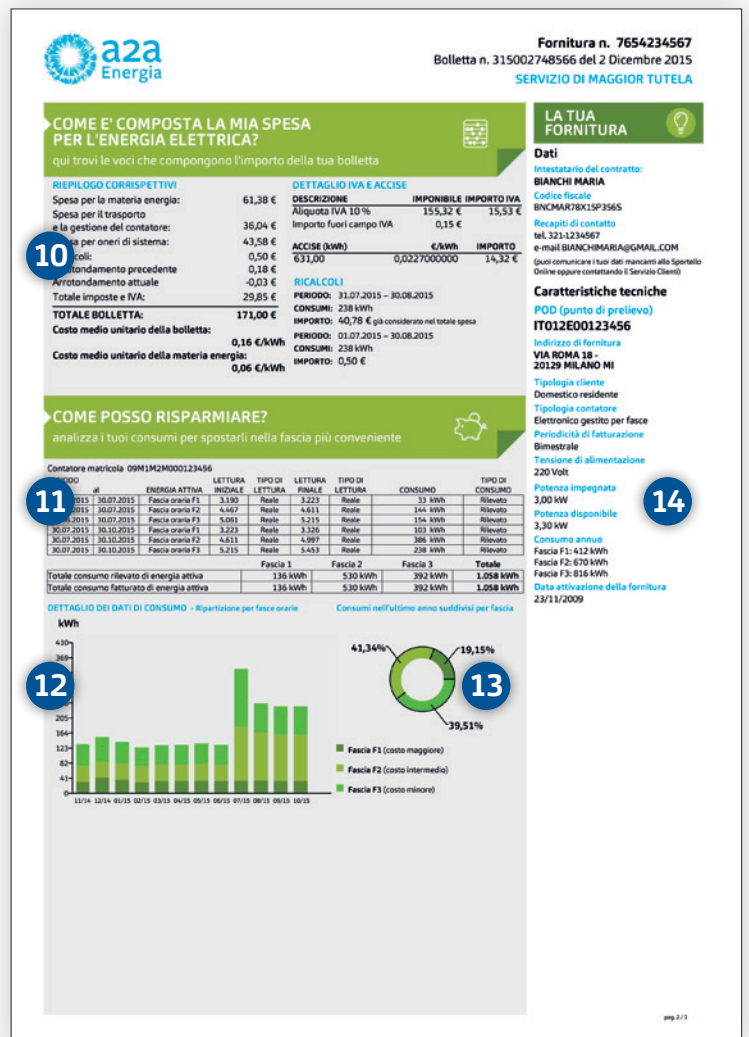 a2a
Energia
Fornitura n. 7654234567
Bolletta n. 315002748566 del 2 Dicembre 2015
SERVIZIO DI MAGGIOR TUTELA
COME E' COMPOSTA LA MIA SPESA
PER L'ENERGIA ELETTRICA?
qui trovi le voci che compongono l'importo della tua bolletta
RIEPILOGO CORRISPETTIVI
Spesa per la materia energia: 61,38 €
Spesa per il trasporto
e la gestione del contatore: 36,04 €
sa per oneri di sistema: 43,58 €
10
coli: 0,50 €
otondamento precedente 0,18 €
Arrotondamento attuale -0,03 €
Totale imposte e IVA: 29,85 €
TOTALE BOLLETTA: 171,00 €
Costo medio unitario della bolletta:
0,16 €/kWh
Costo medio unitario della materia energia:
0,06 €/kWh
DETTAGLIO IVA E ACCISE
DESCRIZIONE IMPONIBILE IMPORTO IVA
Aliquota IVA 10 % 155,32 € 15,53 €
Importo fuori campo IVA 0,15 €
ACCISE (kWh) €/kWh IMPORTO
631,00 0,0227000000 14,32 €
RICALCOLI
PERIODO: 31.07.2015 – 30.08.2015
CONSUMI: 238 kWh
IMPORTO: 40,78 € già considerato nel totale spesa
PERIODO: 01.07.2015 – 30.08.2015
CONSUMI: 238 kWh
IMPORTO: 0,50 €
COME POSSO RISPARMIARE?
analizza i tuoi consumi per spostarli nella fascia più conveniente
Contatore matricola 09M1M2M000123456
ODO LETTURA TIPO DI LETTURA TIPO DI TIPO DI
al ENERGIA ATTIVA INIZIALE LETTURA FINALE LETTURA CONSUMO CONSUMO
11
2015 30.07.2015 Fascia oraria F1 3.190 Reale 3.223 Reale 33 kWh Rilevato
2015 30.07.2015 Fascia oraria F2 4.467 Reale 4.611 Reale 144 kWh Rilevato
2015 30.07.2015 Fascia oraria F3 5.061 Reale 5.215 Reale 154 kWh Rilevato
30.07.2015 30.10.2015 Fascia oraria F1 3.223 Reale 3.326 Reale 103 kWh Rilevato
30.07.2015 30.10.2015 Fascia oraria F2 4.611 Reale 4.997 Reale 386 kWh Rilevato
30.07.2015 30.10.2015 Fascia oraria F3 5.215 Reale 5.453 Reale 238 kWh Rilevato
Fascia 1 Fascia 2 Fascia 3 Totale
Totale consumo rilevato di energia attiva 136 kWh 530 kWh 392 kWh 1.058 kWh
Totale consumo fatturato di energia attiva 136 kWh 530 kWh 392 kWh 1.058 kWh
DETTAGLIO DEI DATI DI CONSUMO - Ripartizione per fasce orarie
kWh
410
369
12
205
164
123
82
41
0
11/14 12/14 01/15 02/15 03/15 04/15 05/15 06/15 07/15 08/15 09/15 10/15
Consumi nell'ultimo anno suddivisi per fascia
41,34%
19,15%
13
39,51%
Fascia F1 (costo maggiore)
Fascia F2 (costo intermedio)
Fascia F3 (costo minore)
LA TUA
FORNITURA
Dati
Intestatario del contratto:
BIANCHI MARIA
Codice fiscale
BNCMAR78X15P356S
Recapiti di contatto
tel. 321-1234567
e-mail BIANCHIMARIA@GMAIL.COM
(puoi comunicare i tuoi dati mancanti allo Sportello
Online oppure contattando il Servizio Clienti)
Caratteristiche tecniche
POD (punto di prelievo)
IT012E00123456
Indirizzo di fornitura
VIA ROMA 18 -
20129 MILANO MI
Tipologia cliente
Domestico residente
Tipologia contatore
Elettronico gestito per fasce
Periodicità di fatturazione
Bimestrale
Tensione di alimentazione
220 Volt
Potenza impegnata
3,00 kW
14
Potenza disponibile
3,30 kW
Consumo annuo
Fascia F1: 412 kWh
Fascia F2: 670 kWh
Fascia F3: 816 kWh
Data attivazione della fornitura
23/11/2009
pag.2/3